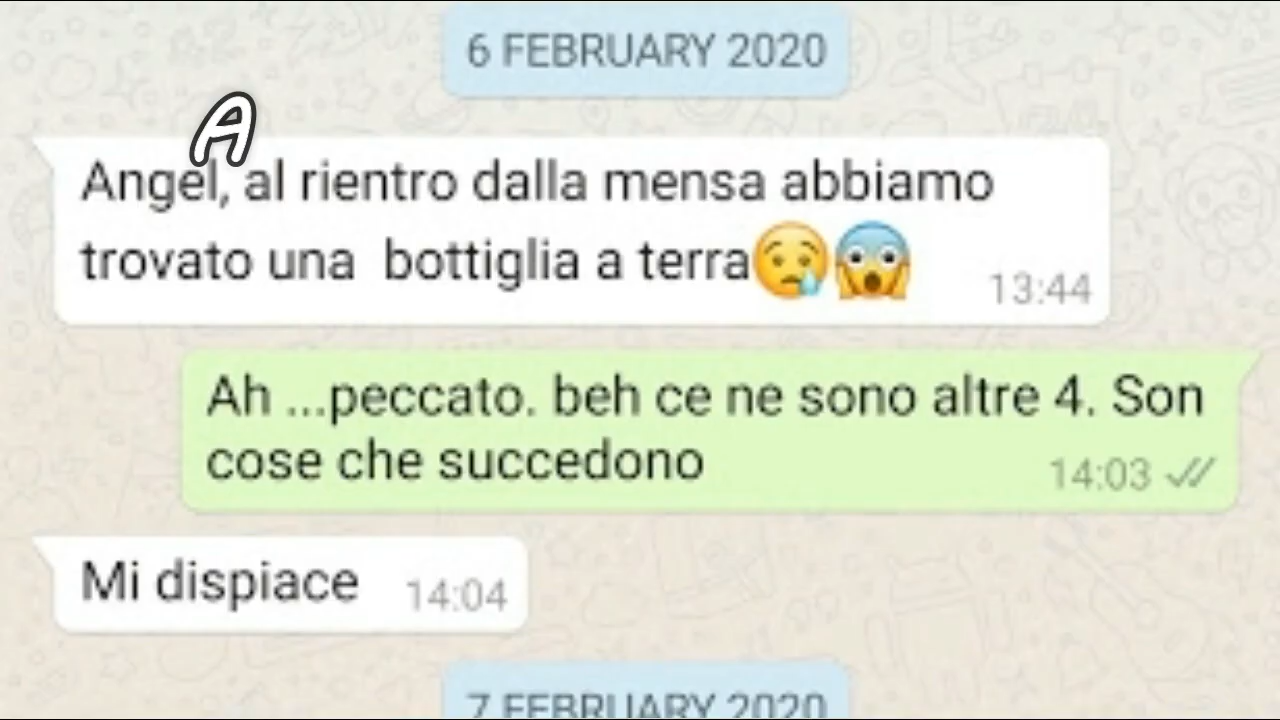 6 FEBRUARY 2020
A
Angel, al rientro dalla mensa abbiamo
trovato una bottiglia a terra😢😱
13:44
Ah ...peccato. beh ce ne sono altre 4. Son
cose che succedono
14:03
Mi dispiace 14:04
7 FEBRUARY 2020